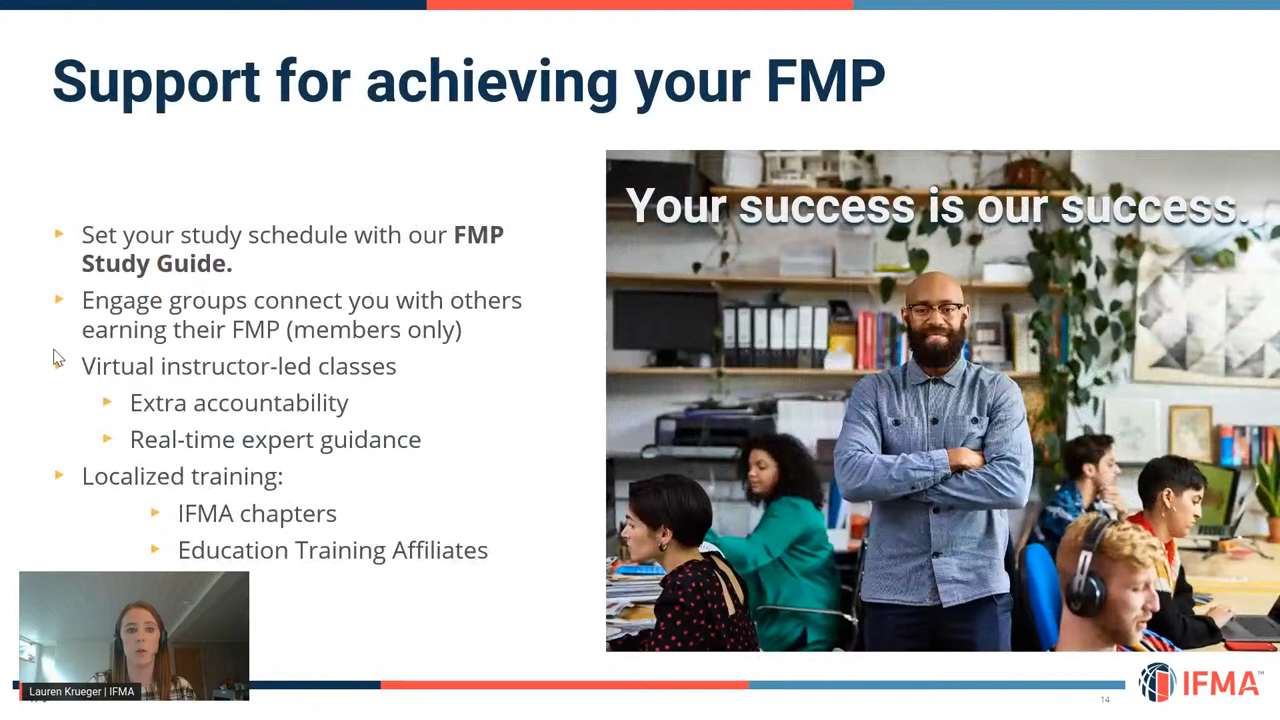 Support for achieving your FMP
Your success is our success.
Set your study schedule with our FMP
Study Guide.
Engage groups connect you with others
earning their FMP (members only)
Virtual instructor-led classes
Extra accountability
Real-time expert guidance
Localized training:
IFMA chapters
Education Training Affiliates
Lauren Krueger | IFMA
IFMA™
14